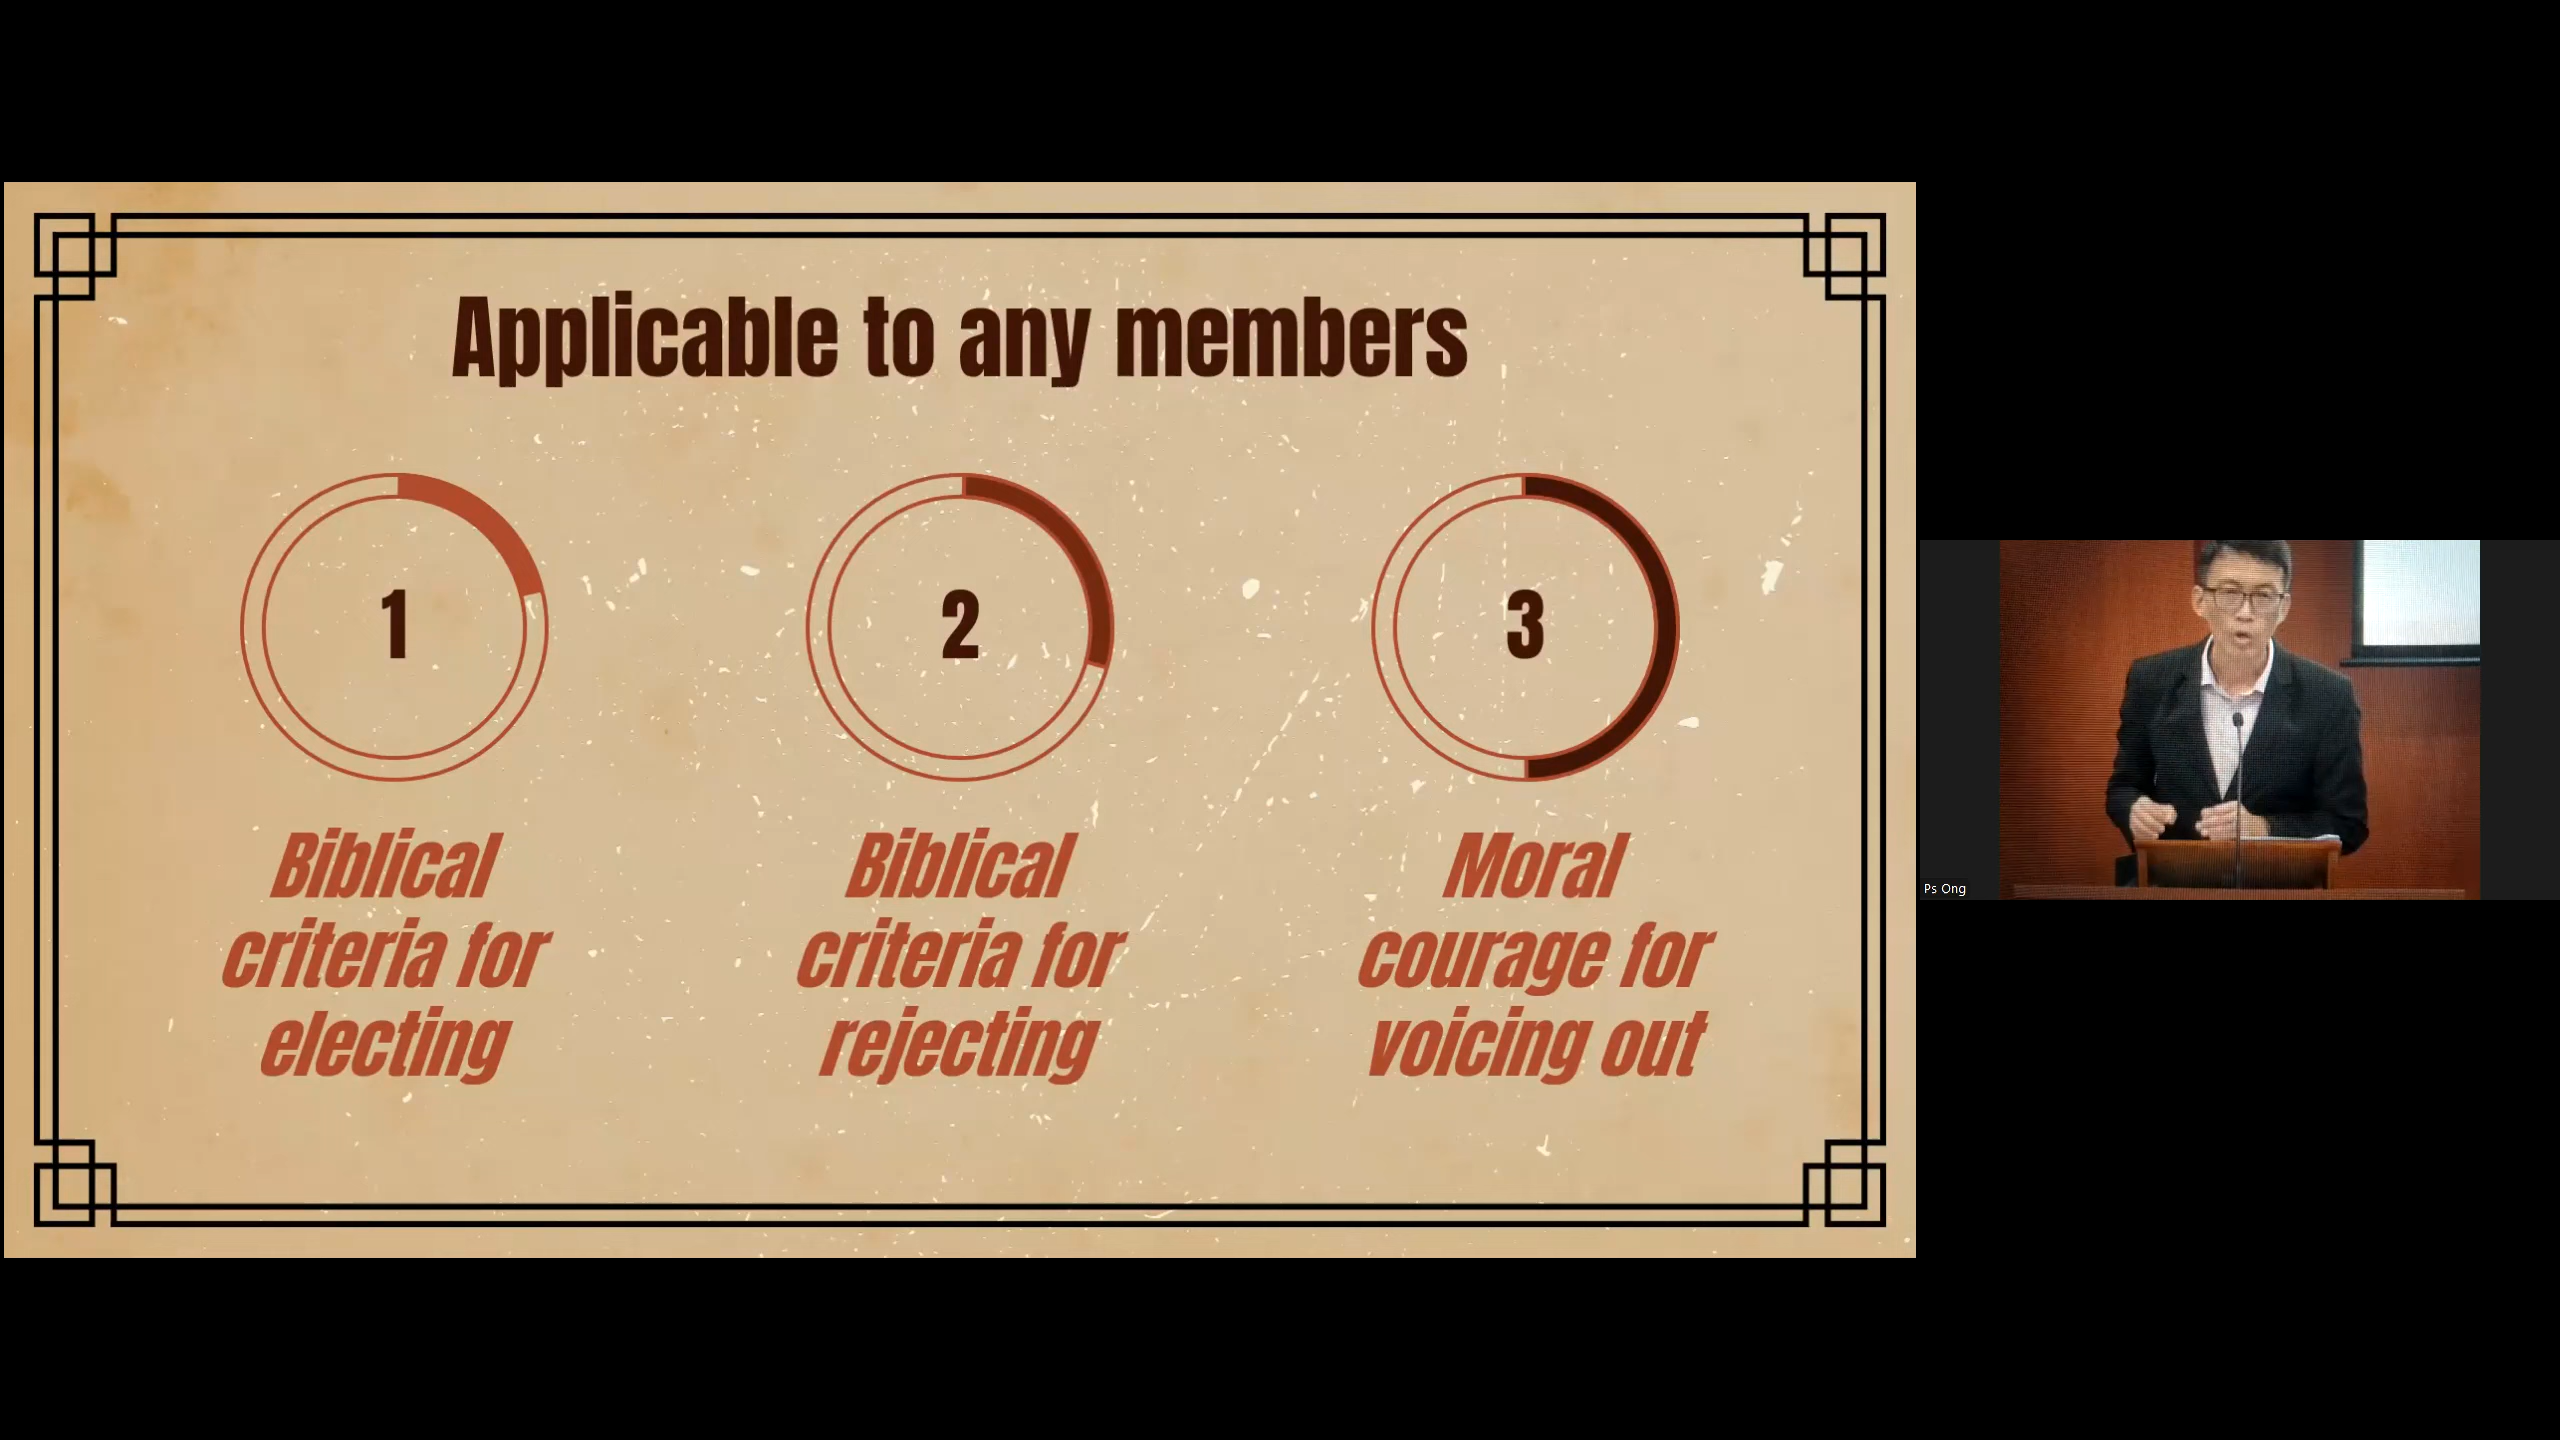 Applicable to any members
1
2
3
Biblical
criteria for
electing
Biblical
criteria for
rejecting
Moral
courage for
voicing out
Ps Ong